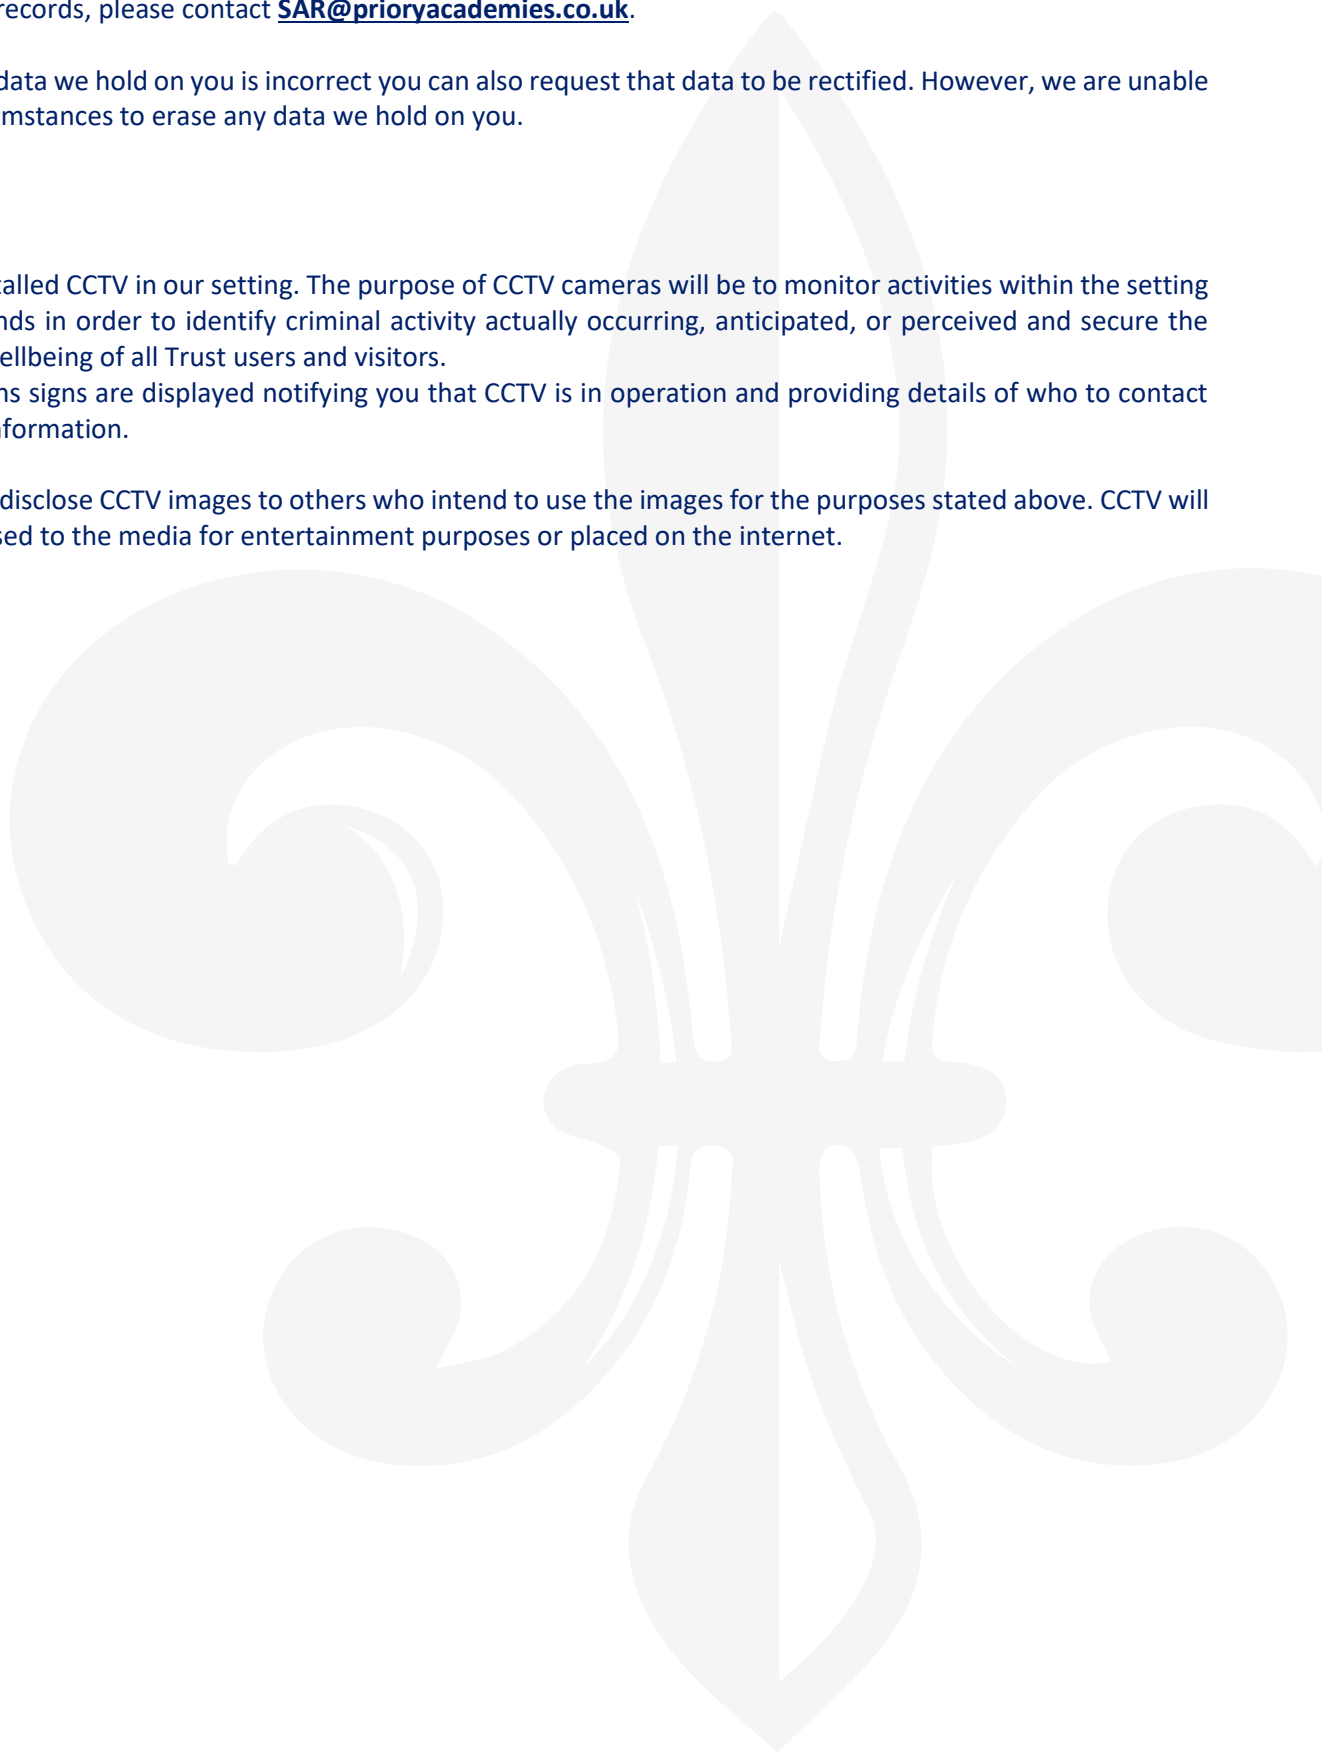 records, please contact SAR@prioryacademies.co.uk.
data we hold on you is incorrect you can also request that data to be rectified. However, we are unable
mstances to erase any data we hold on you.
alled CCTV in our setting. The purpose of CCTV cameras will be to monitor activities within the setting
nds in order to identify criminal activity actually occurring, anticipated, or perceived and secure the
ellbeing of all Trust users and visitors.
ns signs are displayed notifying you that CCTV is in operation and providing details of who to contact
formation.
disclose CCTV images to others who intend to use the images for the purposes stated above. CCTV will
sed to the media for entertainment purposes or placed on the internet.